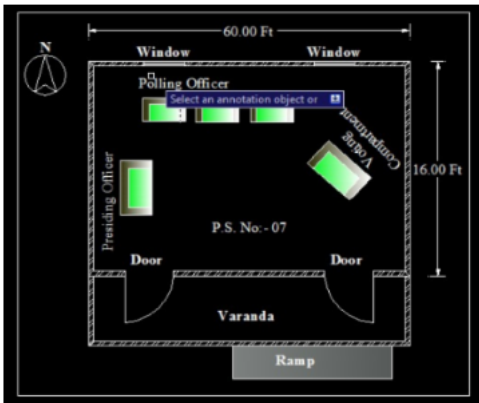 60.00 Ft
N
Window
Window
Polling Officer
Select an annotation object or
Voting
Compartment
16.00 Ft
Presiding Officer
P.S. No:- 07
Door
Door
Varanda
Ramp